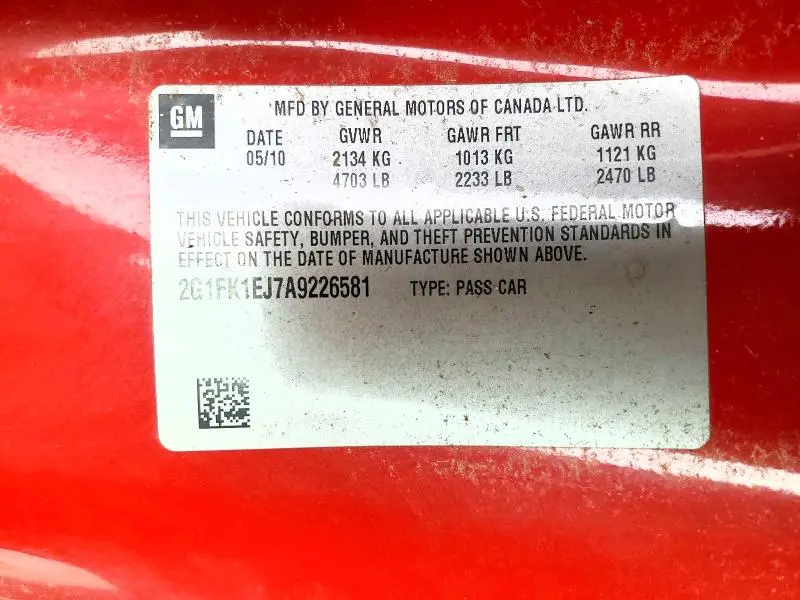 GM
MFD BY GENERAL MOTORS OF CANADA LTD.
DATE GVWR GAWR FRT GAWR RR
05/10 2134 KG 1013 KG 1121 KG
4703 LB 2233 LB 2470 LB
THIS VEHICLE CONFORMS TO ALL APPLICABLE U.S. FEDERAL MOTOR
VEHICLE SAFETY, BUMPER, AND THEFT PREVENTION STANDARDS IN
EFFECT ON THE DATE OF MANUFACTURE SHOWN ABOVE.
2G1FK1EJ7A9226581 TYPE: PASS CAR